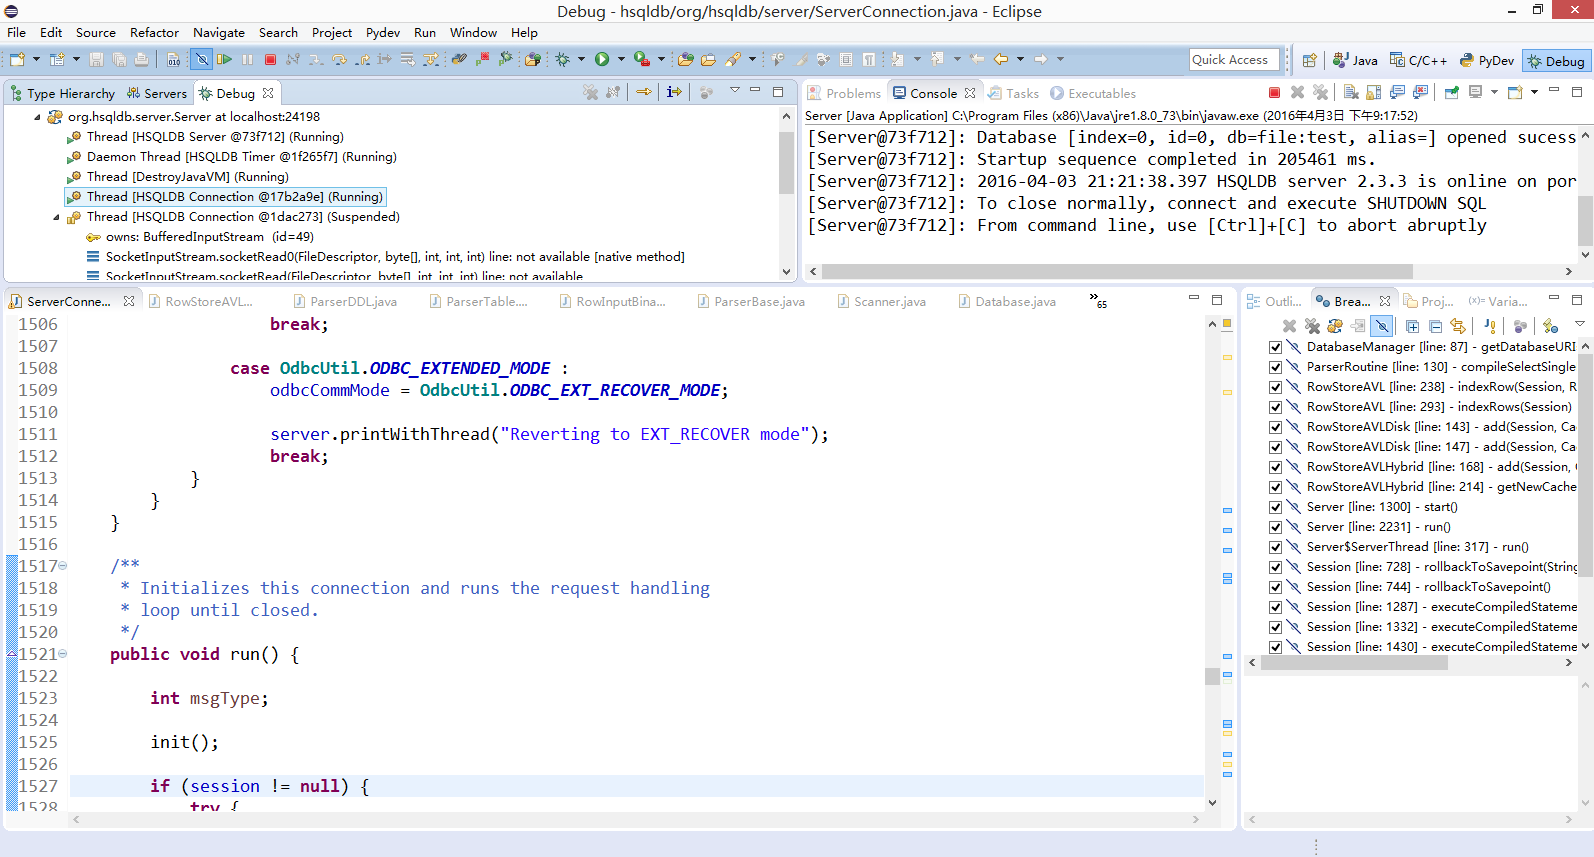 Debug - hsqldb/org/hsqldb/server/ServerConnection.java - Eclipse
File Edit Source Refactor Navigate Search Project Pydev Run Window Help
Quick Access Java C/C++ PyDev Debug
Type Hierarchy Servers Debug
org.hsqldb.server.Server at localhost:24198
Thread [HSQLDB Server @73f712] (Running)
Daemon Thread [HSQLDB Timer @1f265f7] (Running)
Thread [DestroyJavaVM] (Running)
Thread [HSQLDB Connection @17b2a9e] (Running)
Thread [HSQLDB Connection @1dac273] (Suspended)
owns: BufferedInputStream (id=49)
SocketInputStream.socketRead0(FileDescriptor, byte[], int, int, int) line: not available [native method]
SocketInputStream.socketRead(FileDescriptor, byte[], int, int, int) line: not available
Problems Console Tasks Executables
Server [Java Application] C:\Program Files (x86)\Java\jre1.8.0_73\bin\javaw.exe (2016年4月3日 下午9:17:52)
[Server@73f712]: Database [index=0, id=0, db=file:test, alias=] opened sucess
[Server@73f712]: Startup sequence completed in 205461 ms.
[Server@73f712]: 2016-04-03 21:21:38.397 HSQLDB server 2.3.3 is online on por
[Server@73f712]: To close normally, connect and execute SHUTDOWN SQL
[Server@73f712]: From command line, use [Ctrl]+[C] to abort abruptly
ServerConne... RowStoreAVL... ParserDDL.java ParserTable.... RowInputBina... ParserBase.java Scanner.java Database.java »65
1506 break;
1507
1508 case OdbcUtil.ODBC_EXTENDED_MODE :
1509 odbcCommMode = OdbcUtil.ODBC_EXT_RECOVER_MODE;
1510
1511 server.printWithThread("Reverting to EXT_RECOVER mode");
1512 break;
1513 }
1514 }
1515 }
1516
1517 /**
1518 * Initializes this connection and runs the request handling
1519 * loop until closed.
1520 */
1521 public void run() {
1522
1523 int msgType;
1524
1525 init();
1526
1527 if (session != null) {
1528 try {
Outli... Brea... Proj... (x)= Varia...
DatabaseManager [line: 87] - getDatabaseURI
ParserRoutine [line: 130] - compileSelectSingle
RowStoreAVL [line: 238] - indexRow(Session, R
RowStoreAVL [line: 293] - indexRows(Session)
RowStoreAVLDisk [line: 143] - add(Session, Ca
RowStoreAVLDisk [line: 147] - add(Session, Ca
RowStoreAVLHybrid [line: 168] - add(Session, 
RowStoreAVLHybrid [line: 214] - getNewCache
Server [line: 1300] - start()
Server [line: 2231] - run()
Server$ServerThread [line: 317] - run()
Session [line: 728] - rollbackToSavepoint(String
Session [line: 744] - rollbackToSavepoint()
Session [line: 1287] - executeCompiledStateme
Session [line: 1332] - executeCompiledStateme
Session [line: 1430] - executeCompiledStateme